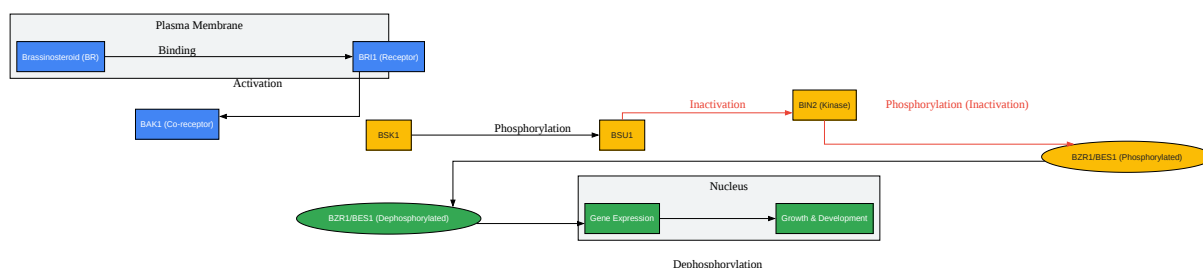 Plasma Membrane
Brassinosteroid (BR)
Binding
BRI1 (Receptor)
Activation
BAK1 (Co-receptor)
BSK1
Phosphorylation
BSU1
Inactivation
BIN2 (Kinase)
Phosphorylation (Inactivation)
BZR1/BES1 (Phosphorylated)
Nucleus
BZR1/BES1 (Dephosphorylated)
Gene Expression
Growth & Development
Dephosphorylation